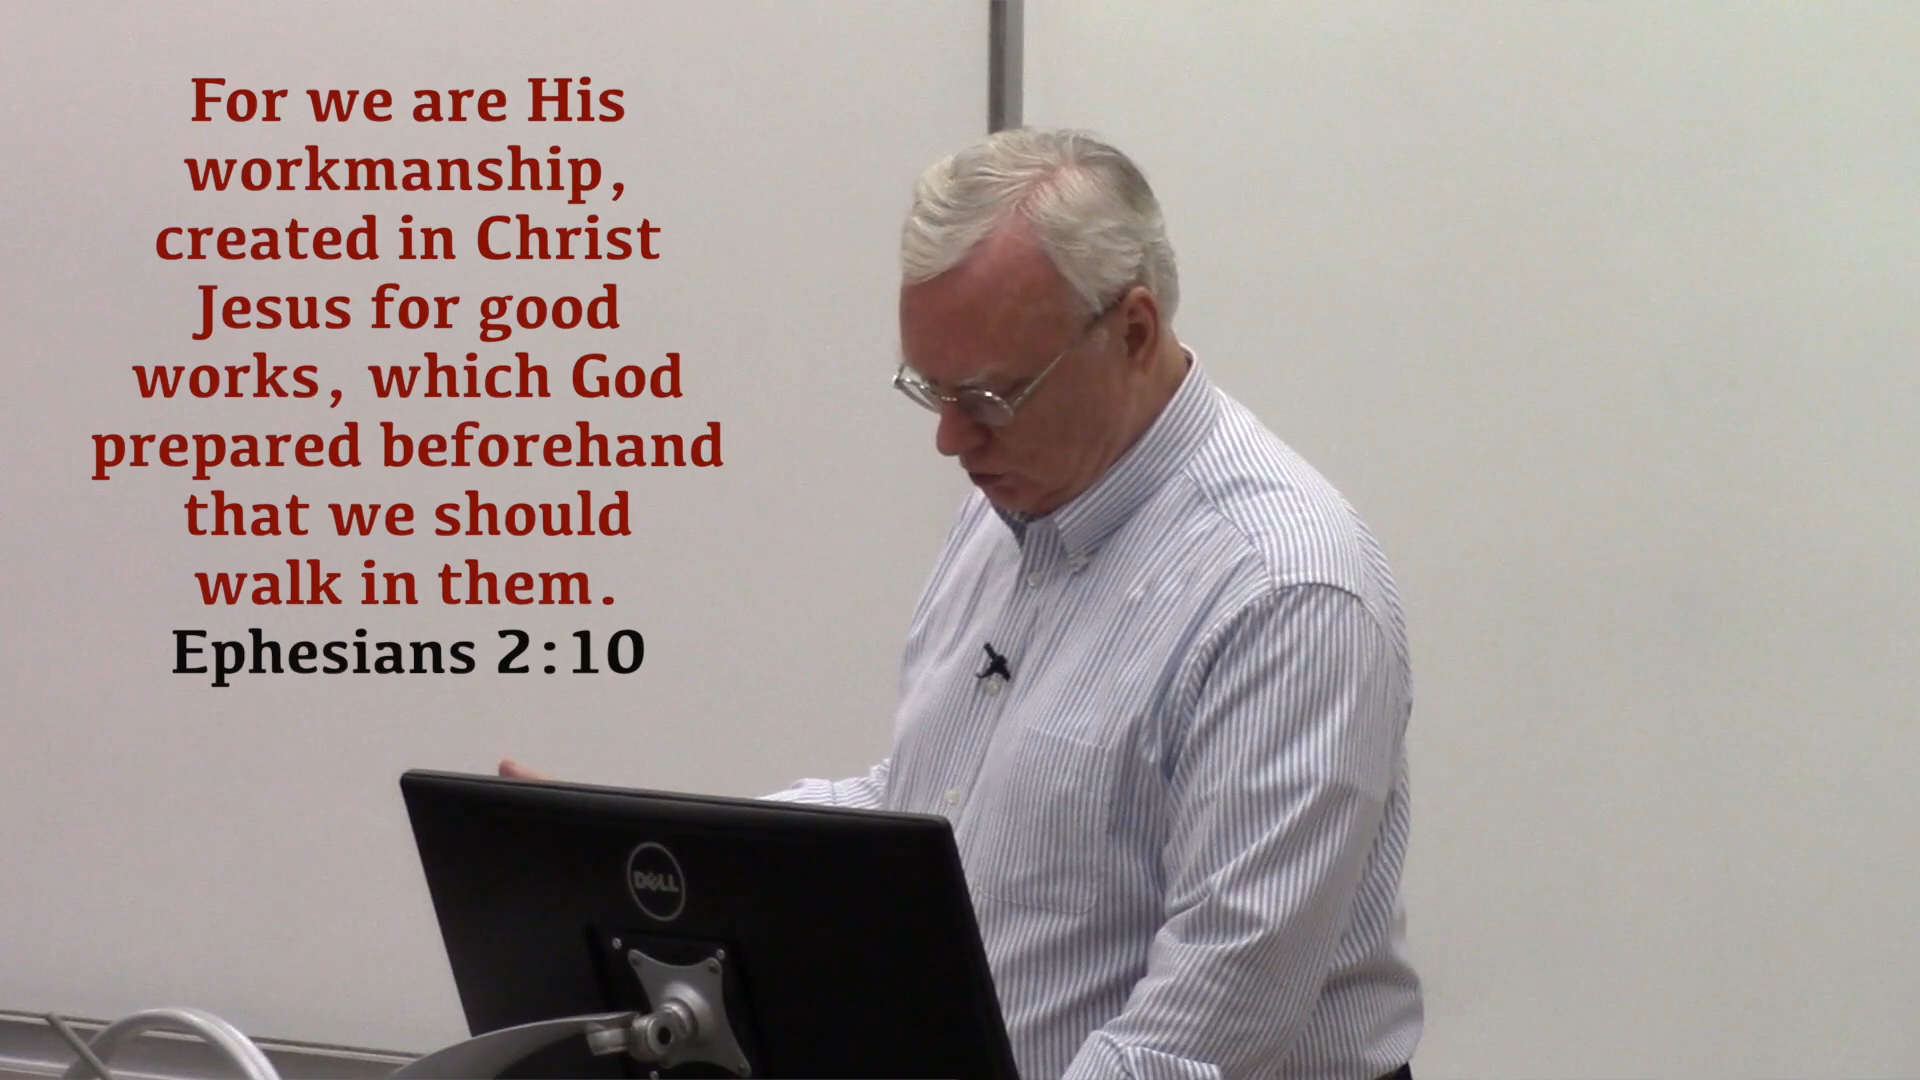 For we are His
workmanship,
created in Christ
Jesus for good
works, which God
prepared beforehand
that we should
walk in them.
Ephesians 2:10
DELL